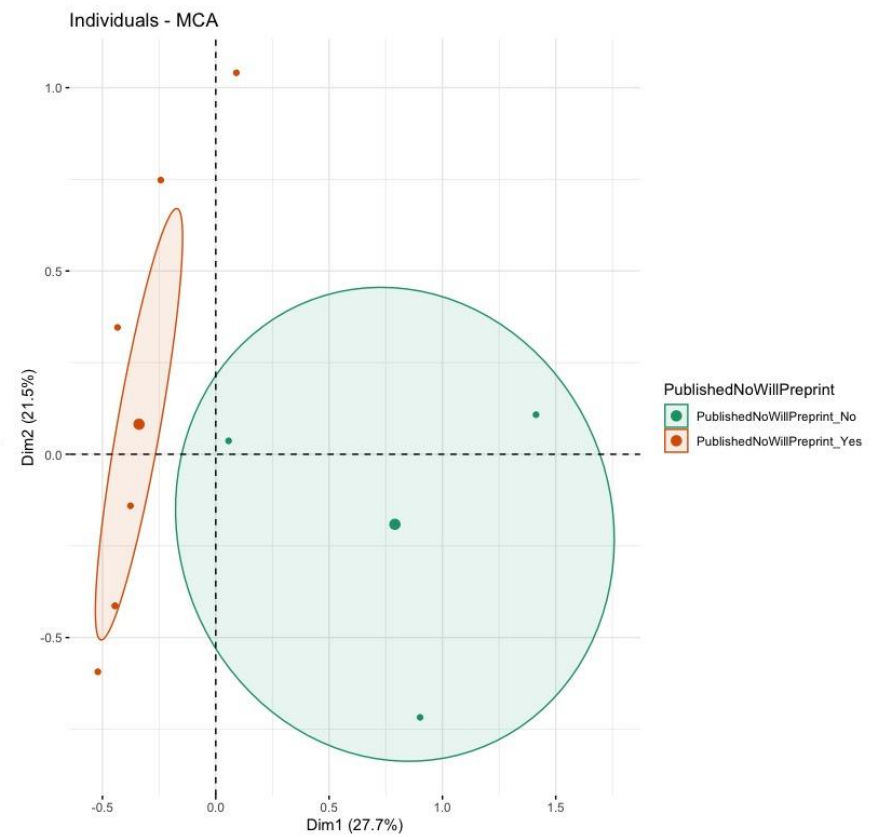 Individuals - MCA
1.0
0.5
0.0
-0.5
Dim2 (21.5%)
-0.5
0.0
0.5
1.0
1.5
Dim1 (27.7%)
PublishedNoWillPreprint
PublishedNoWillPreprint_No
PublishedNoWillPreprint_Yes